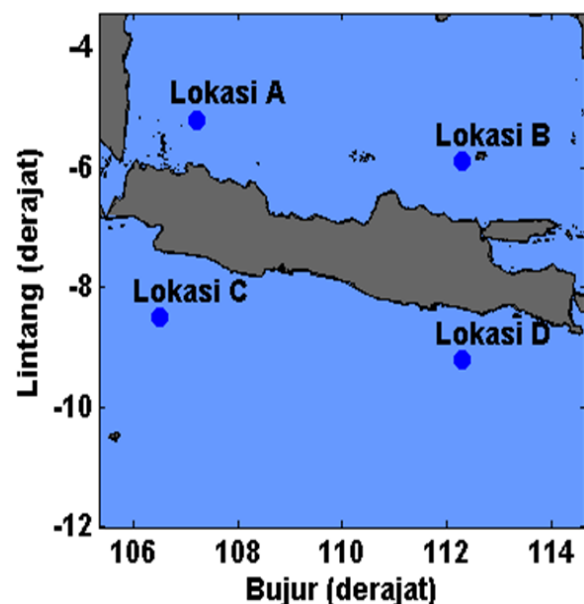 -4
Lokasi A
Lokasi B
-6
-8
Lokasi C
Lokasi D
-10
-12
106 108 110 112 114
Bujur (derajat)
Lintang (derajat)